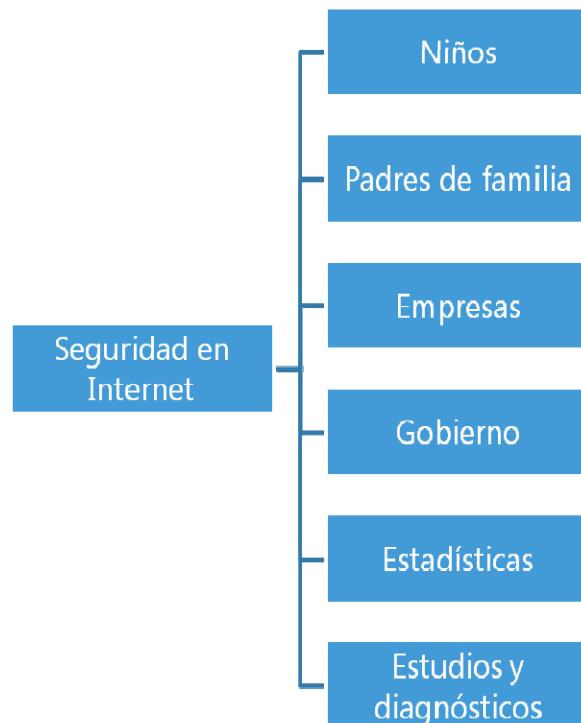 Seguridad en
Internet
Niños
Padres de familia
Empresas
Gobierno
Estadísticas
Estudios y
diagnósticos